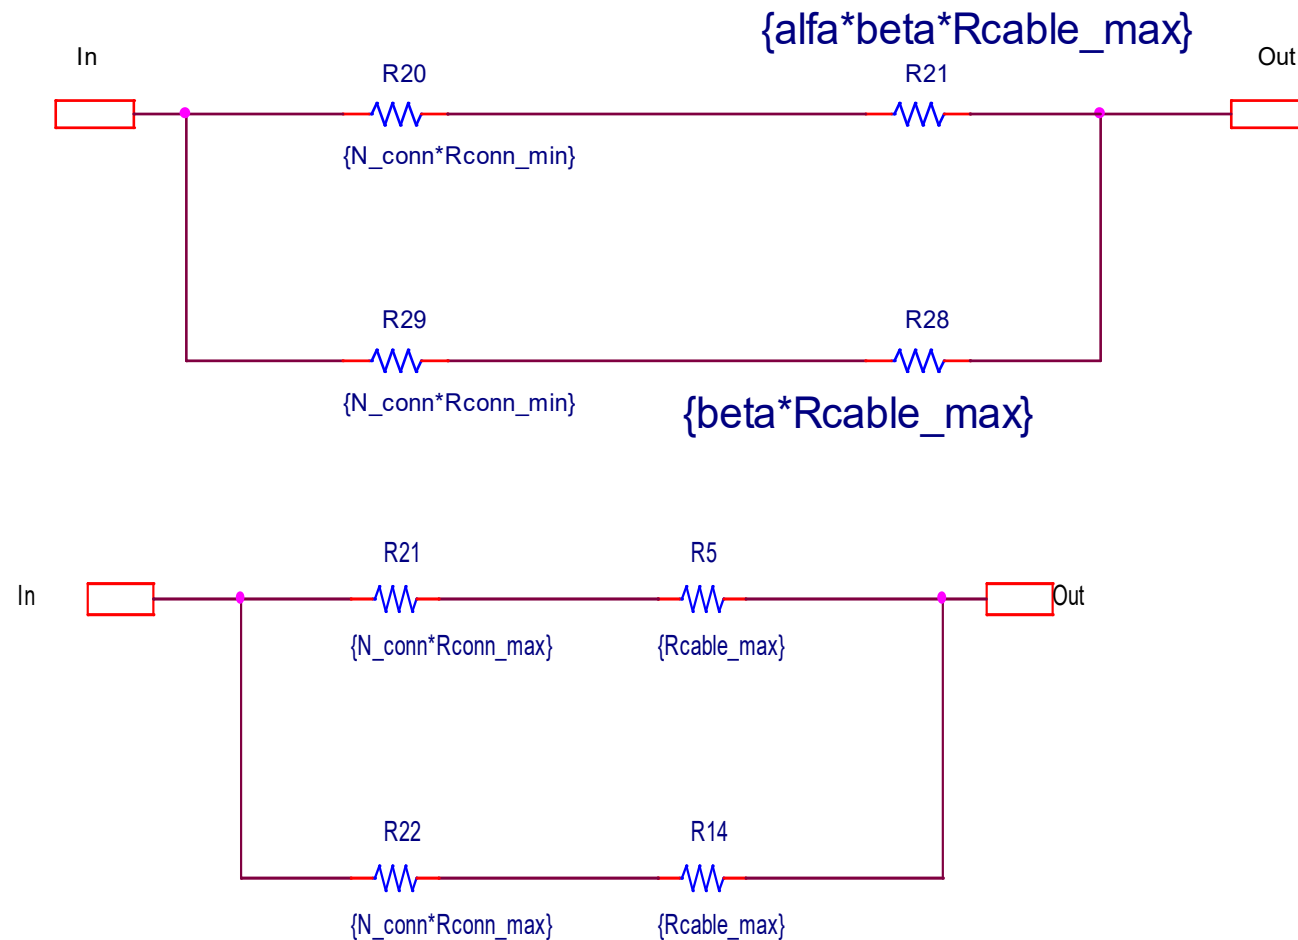 {alfa*beta*Rcable_max}
In
Out
R20
R21
{N_conn*Rconn_min}
R29
R28
{N_conn*Rconn_min}
{beta*Rcable_max}
R21
R5
In
Out
{N_conn*Rconn_max}
{Rcable_max}
R22
R14
{N_conn*Rconn_max}
{Rcable_max}